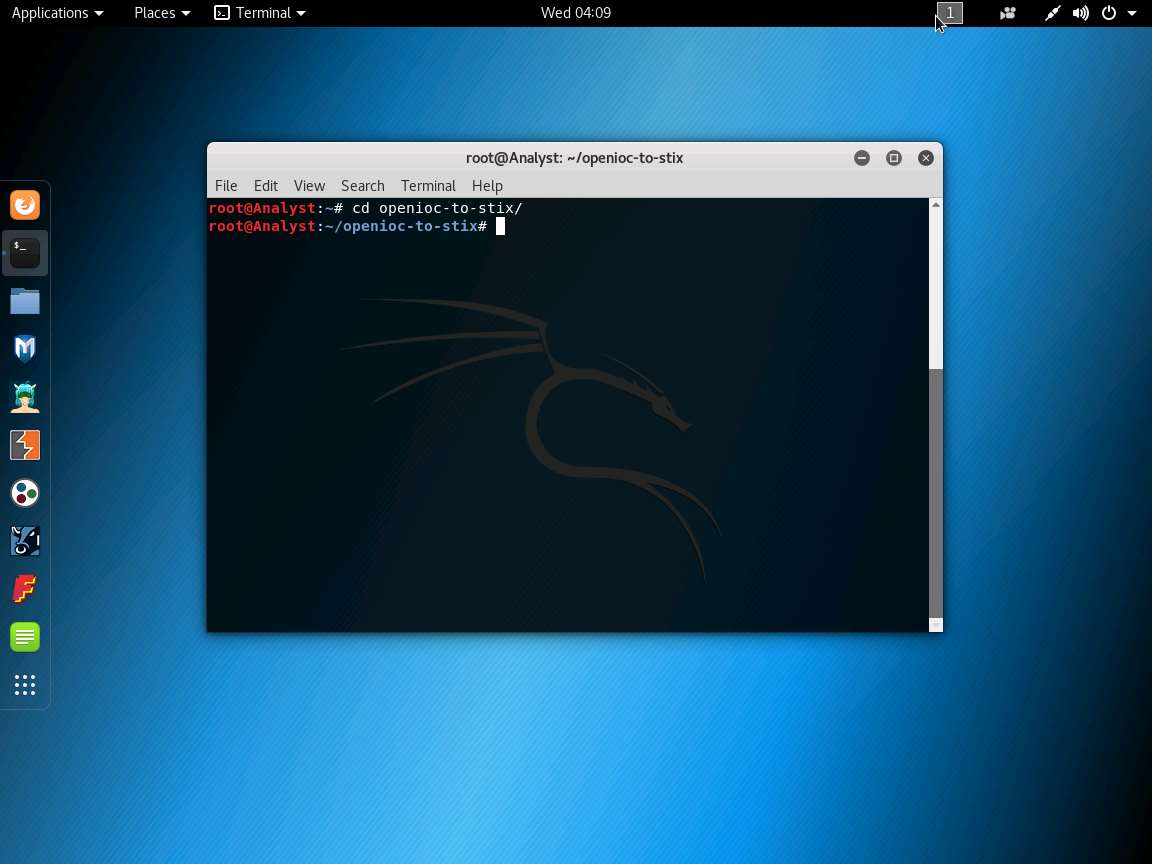 Applications Places Terminal Wed 04:09 1
root@Analyst: ~/openioc-to-stix
File Edit View Search Terminal Help
root@Analyst:~# cd openioc-to-stix/
root@Analyst:~/openioc-to-stix#
$_